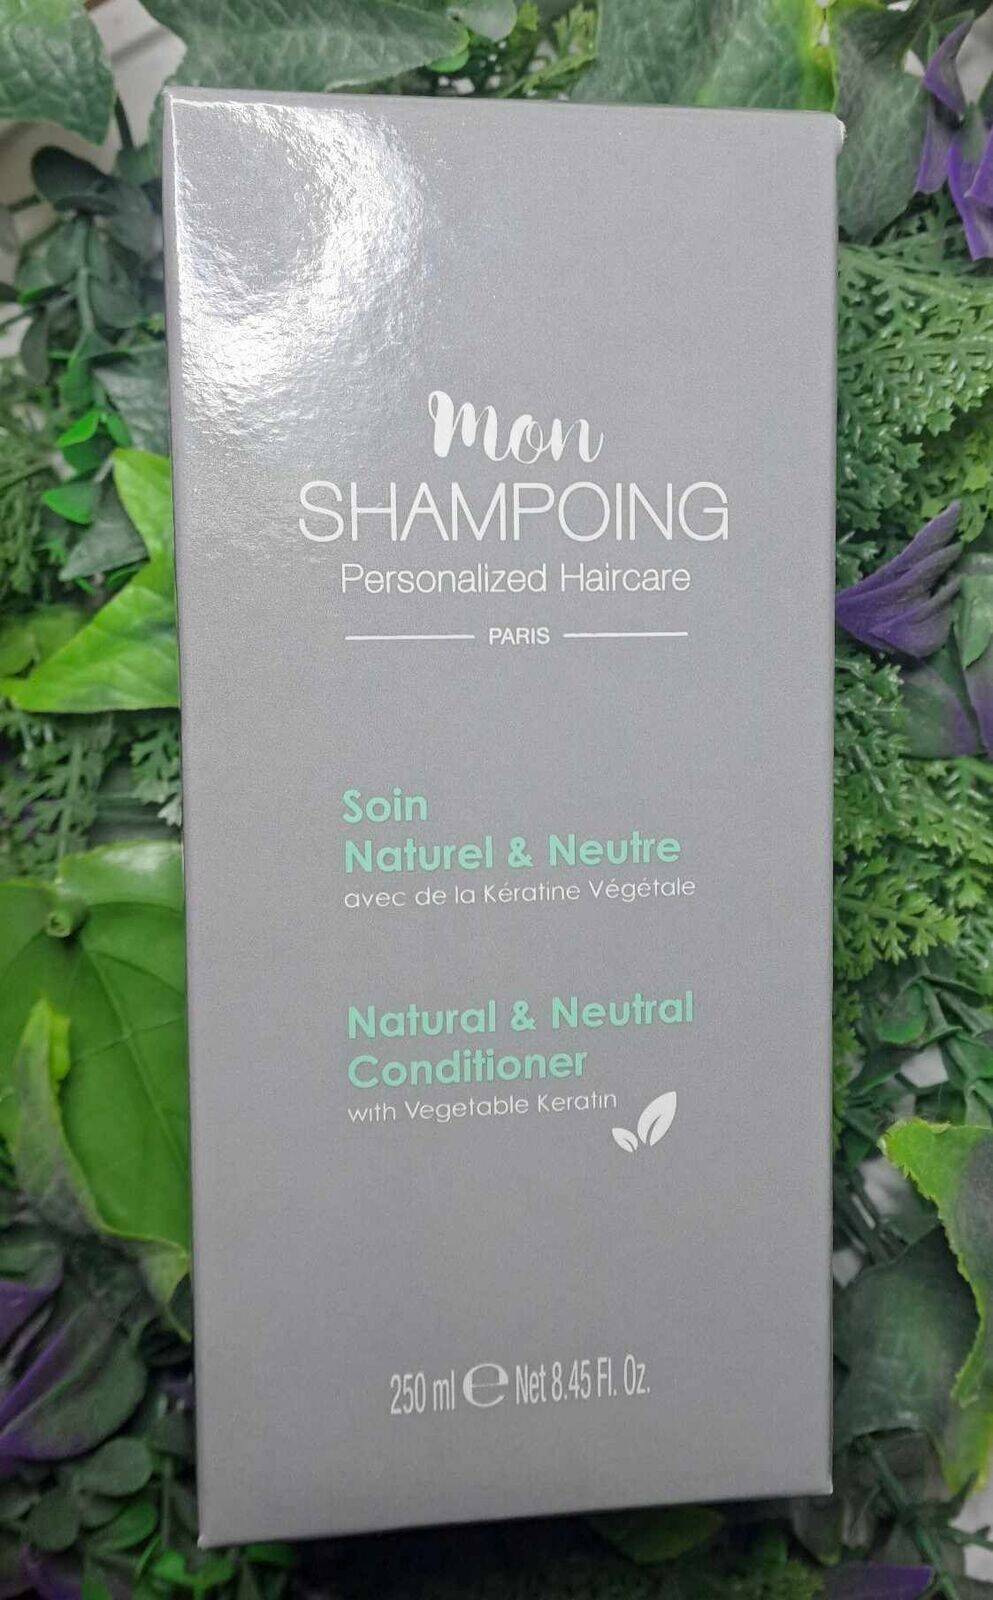 Mon
SHAMPOING
Personalized Haircare
PARIS
Soin
Naturel & Neutre
avec de la Kératine Végétale
Natural & Neutral
Conditioner
with Vegetable Keratin
250 ml ℮ Net 8.45 Fl. Oz.